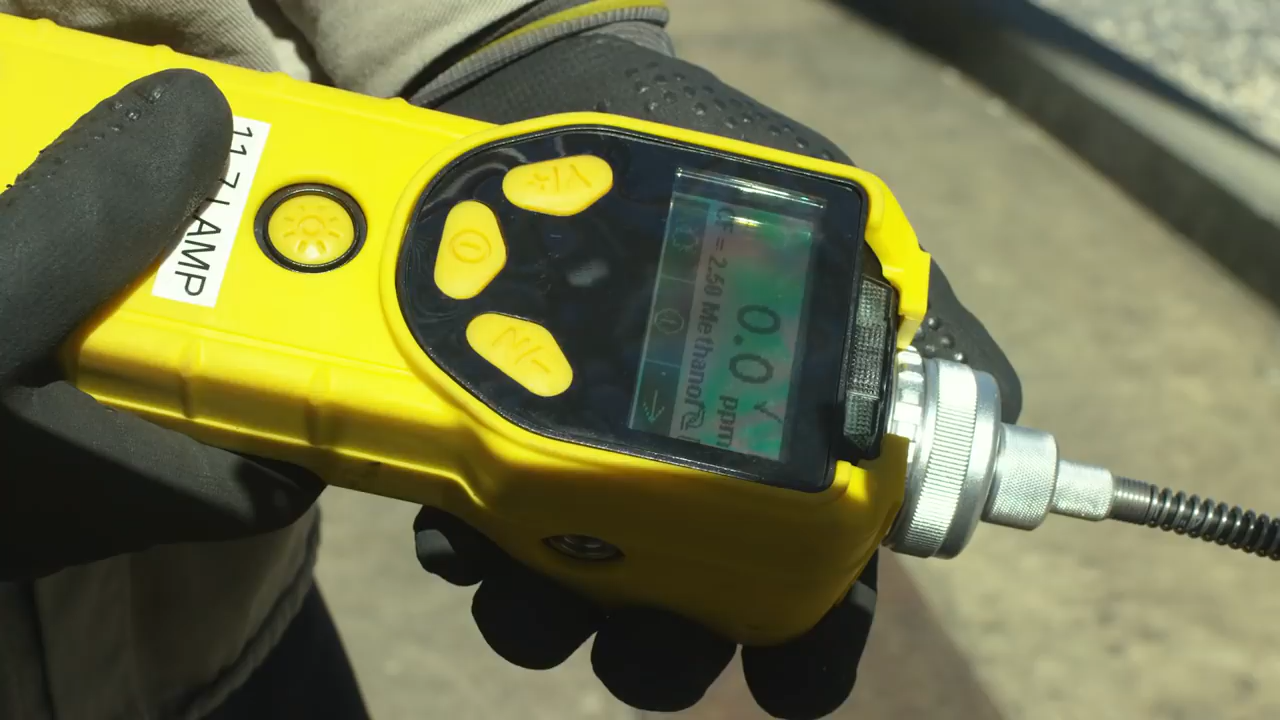 11.7 LAMP
Y/+
N/-
0.0 ppm
CF = 2.50 Methanol